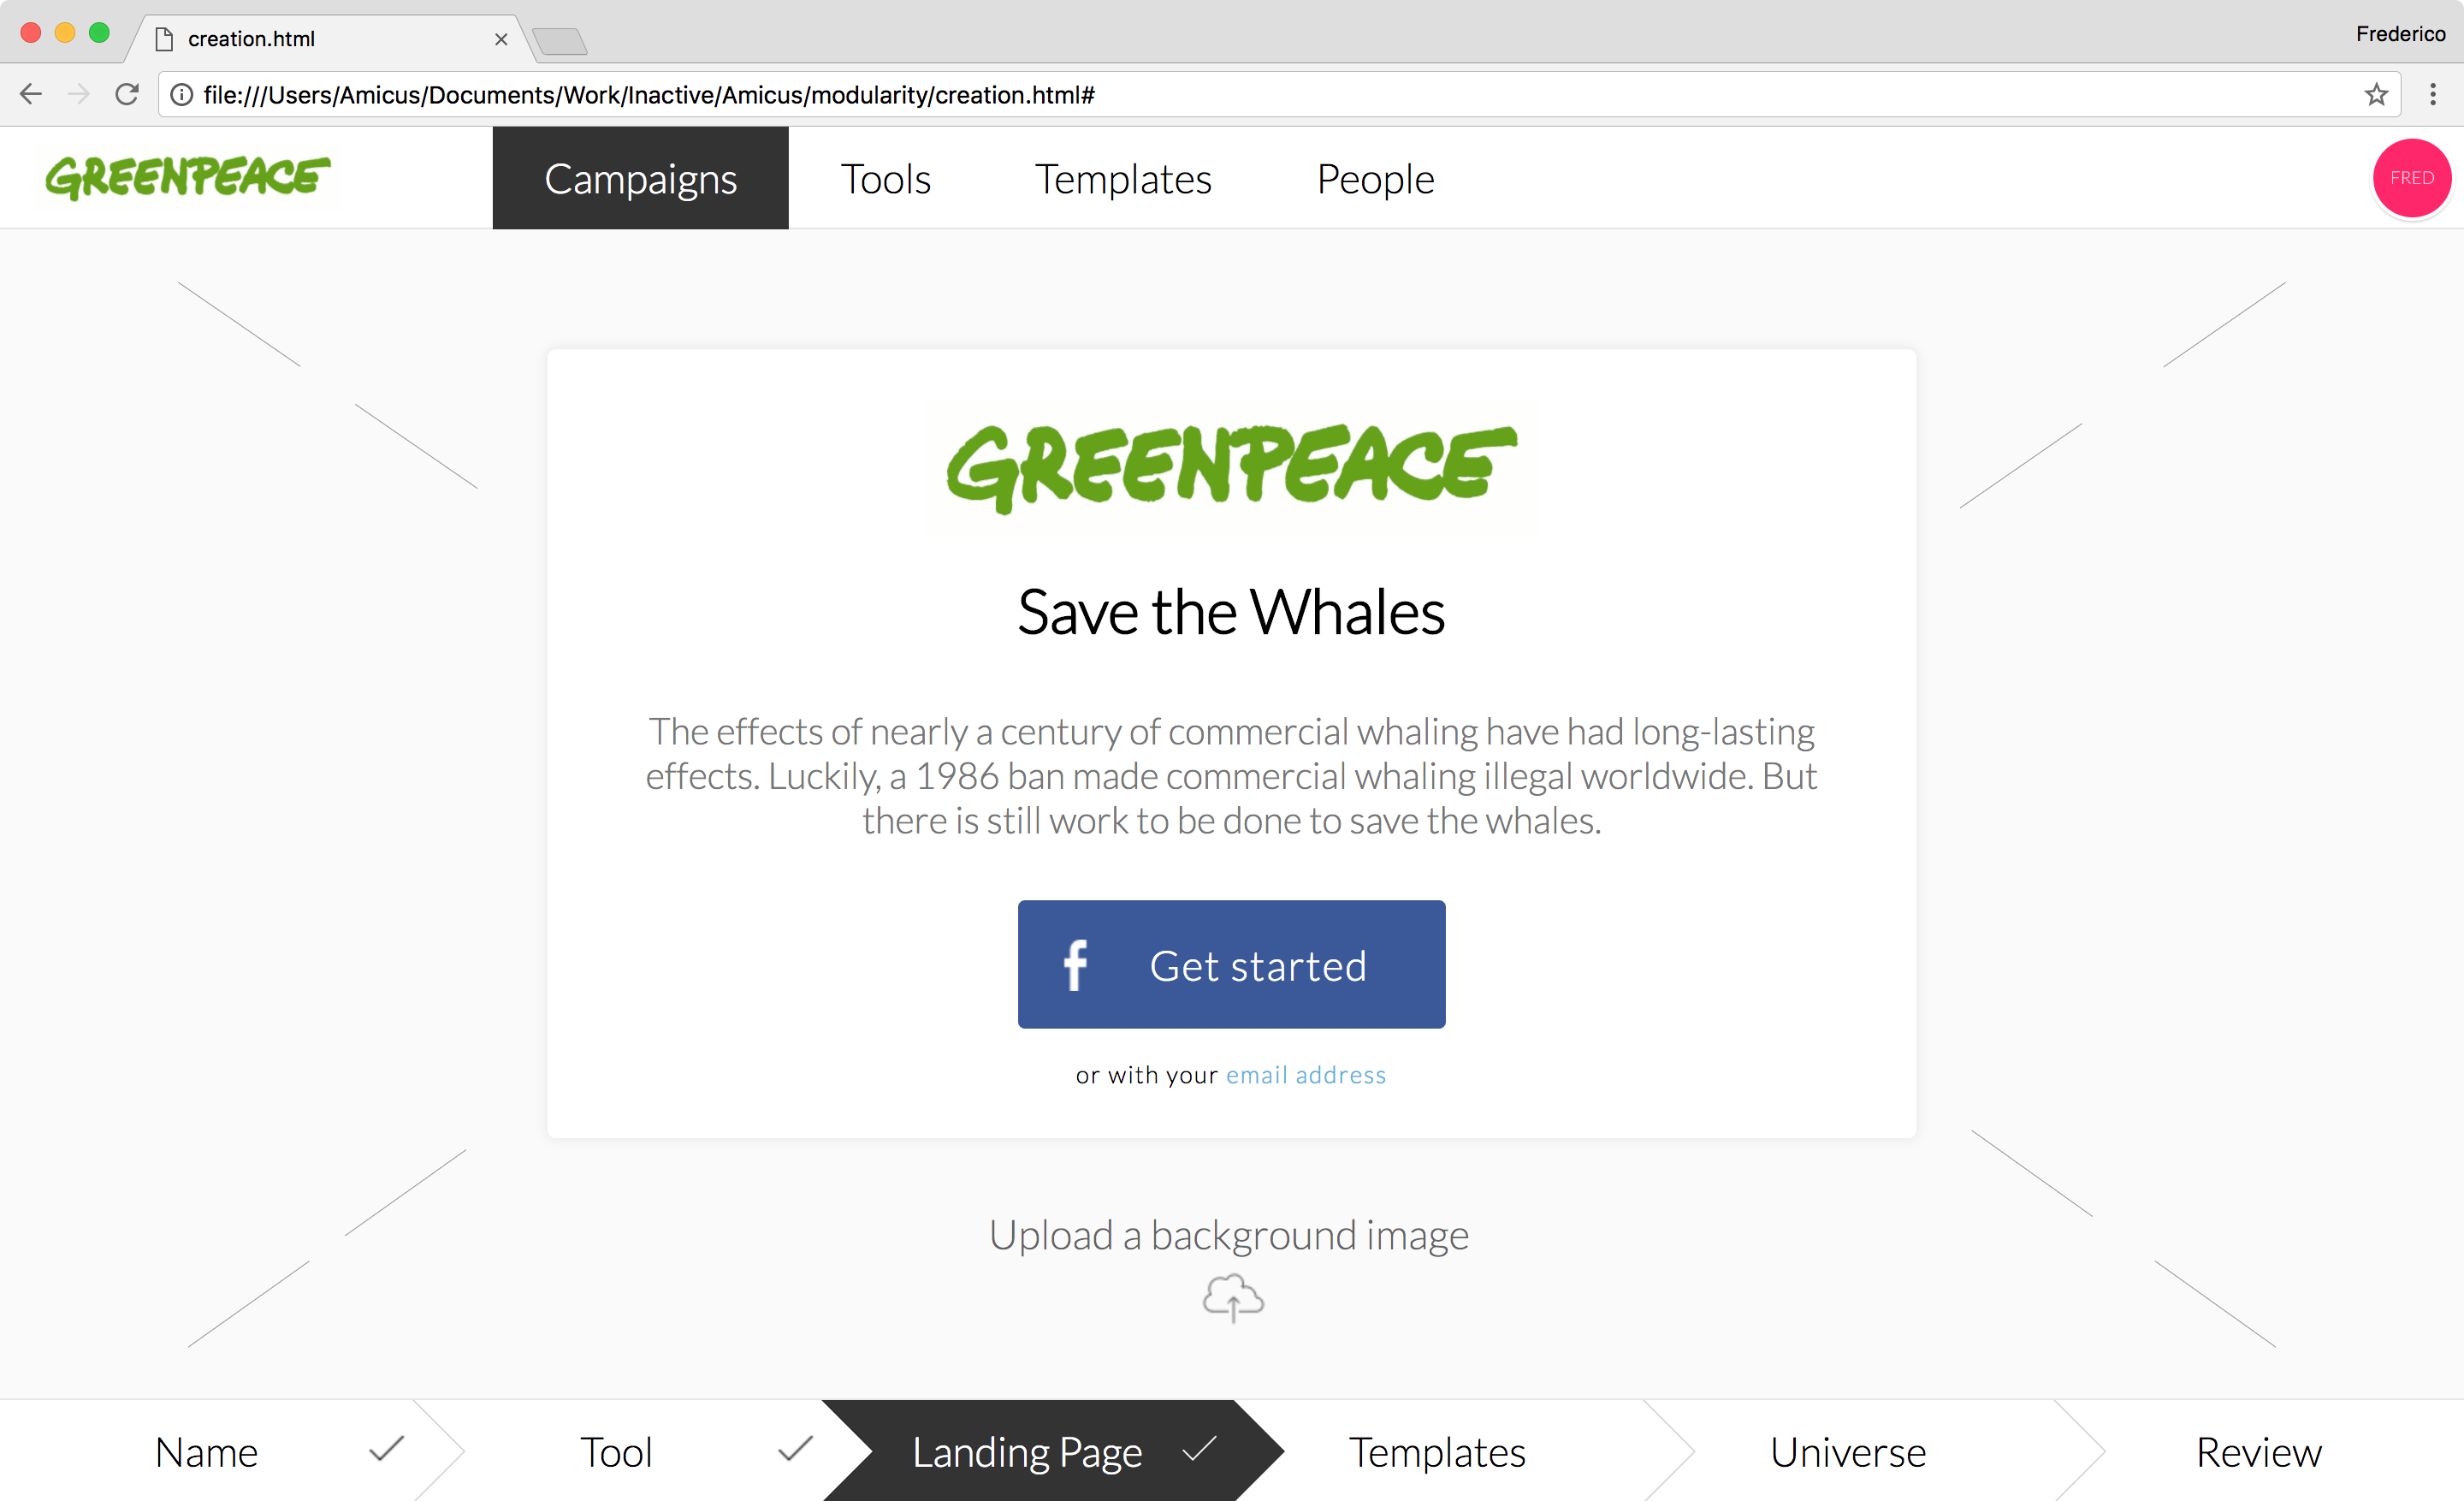 creation.html
Frederico
file:///Users/Amicus/Documents/Work/Inactive/Amicus/modularity/creation.html#
GREENPEACE
Campaigns
Tools
Templates
People
FRED
GREENPEACE
Save the Whales
The effects of nearly a century of commercial whaling have had long-lasting
effects. Luckily, a 1986 ban made commercial whaling illegal worldwide. But
there is still work to be done to save the whales.
f
Get started
or with your email address
Upload a background image
Name
Tool
Landing Page
Templates
Universe
Review